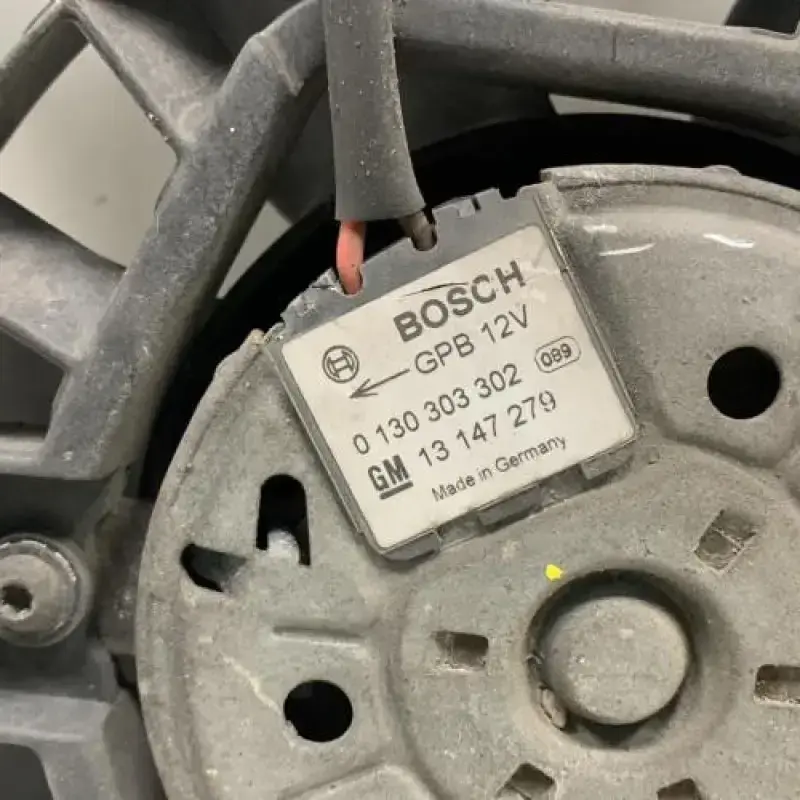 BOSCH
GPB 12V
0 130 303 302 089
GM 13 147 279
Made in Germany